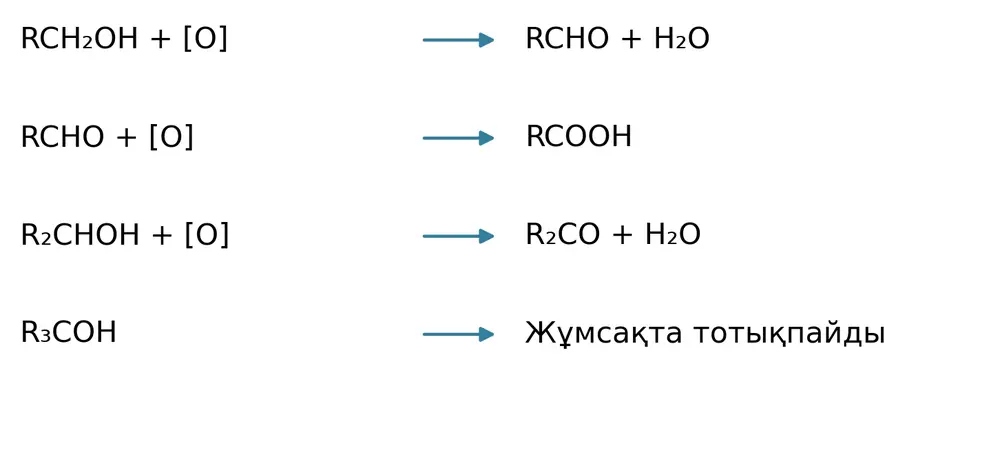 RCH₂OH + [O] → RCHO + H₂O
RCHO + [O] → RCOOH
R₂CHOH + [O] → R₂CO + H₂O
R₃COH → Жұмсақта тотықпайды